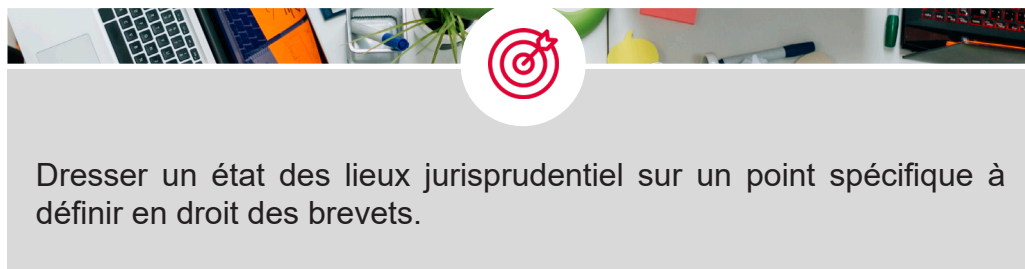 Dresser un état des lieux jurisprudentiel sur un point spécifique à
définir en droit des brevets.